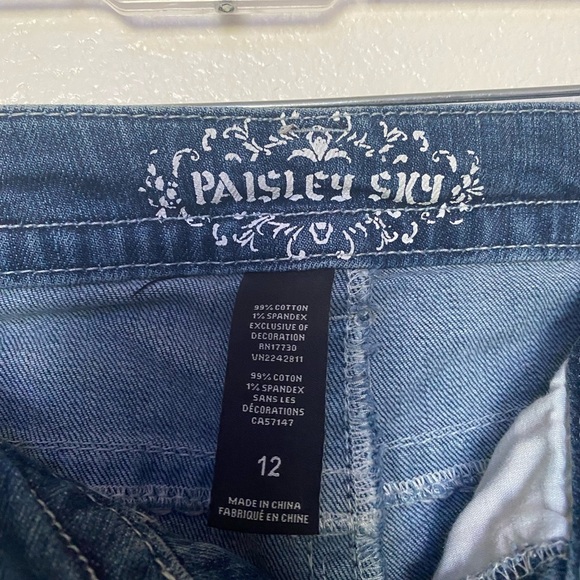 PAISLEY SKY
99% COTTON
1% SPANDEX
EXCLUSIVE OF
DECORATION
RN17730
VN2242811
99% COTON
1% SPANDEX
SANS LES
DÉCORATIONS
CA57147
12
MADE IN CHINA
FABRIQUÉ EN CHINE